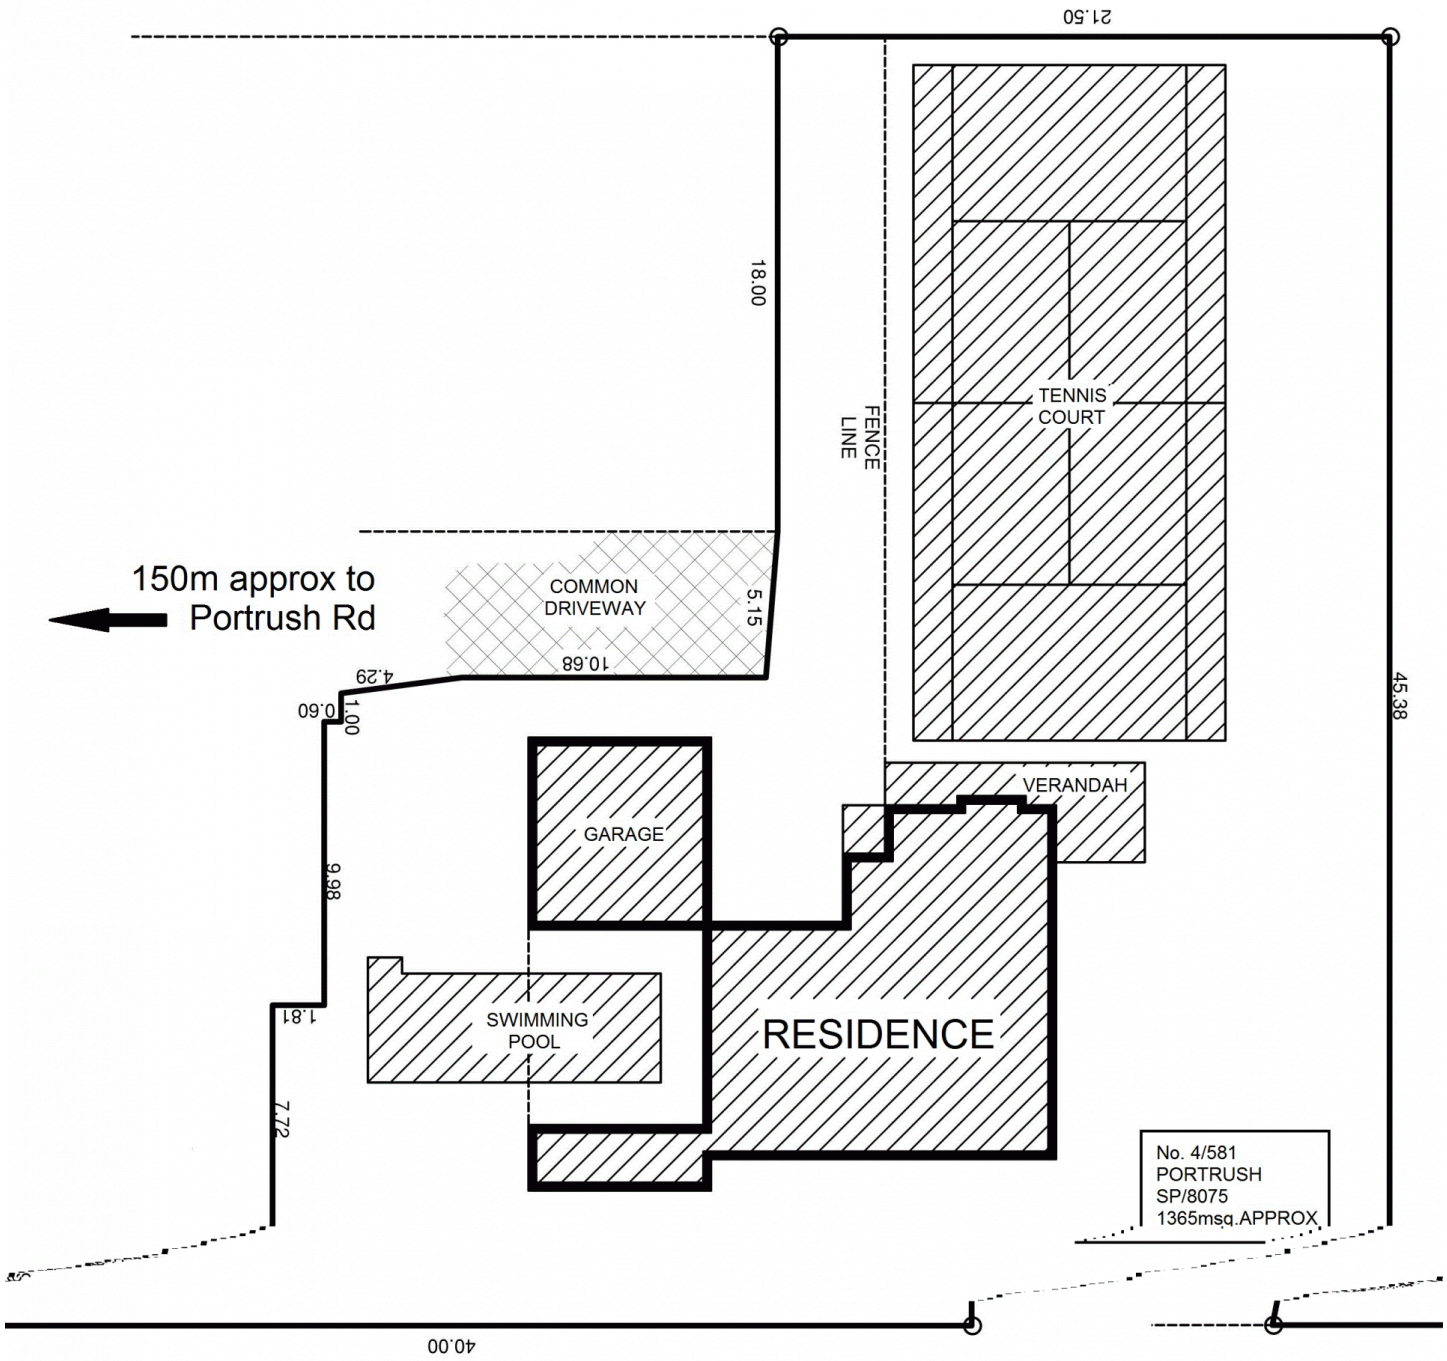 21.50
18.00
FENCE
LINE
TENNIS
COURT
150m approx to
Portrush Rd
COMMON
DRIVEWAY
5.15
10.68
4.29
1.00
0.60
45.38
VERANDAH
GARAGE
9.98
1.81
SWIMMING
POOL
RESIDENCE
7.72
No. 4/581
PORTRUSH
SP/8075
1365msq.APPROX
40.00